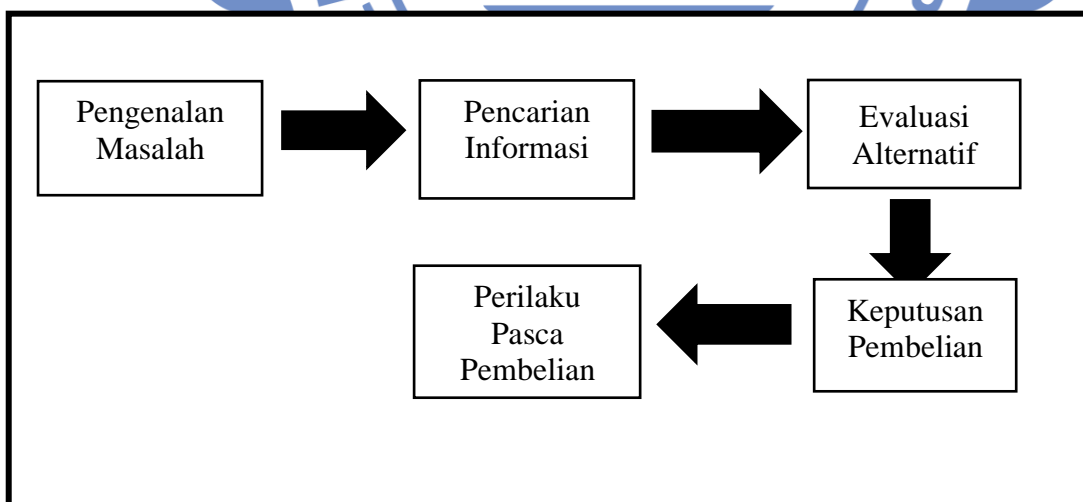 Pengenalan
Masalah
Pencarian
Informasi
Evaluasi
Alternatif
Keputusan
Pembelian
Perilaku
Pasca
Pembelian